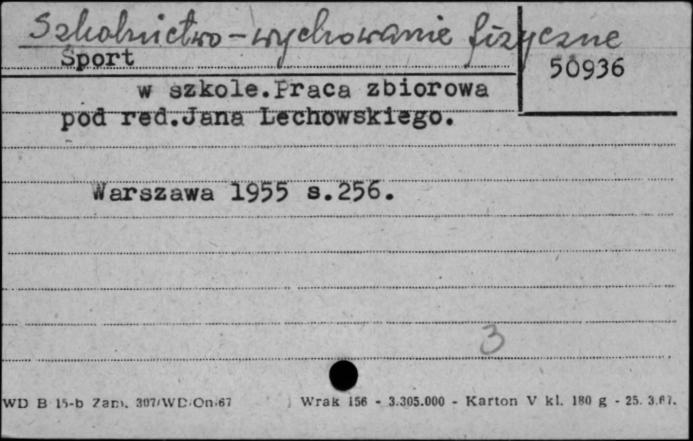 Szkolnictwo - wychowanie fizyczne
Sport
50936
w szkole.Praca zbiorowa
pod red.Jana Lechowskiego.
Warszawa 1955 s.256.
3
WD B 15-b Zam. 307/WD/On/67 Wrak 156 - 3.305.000 - Karton V kl. 180 g - 25. 3.67.